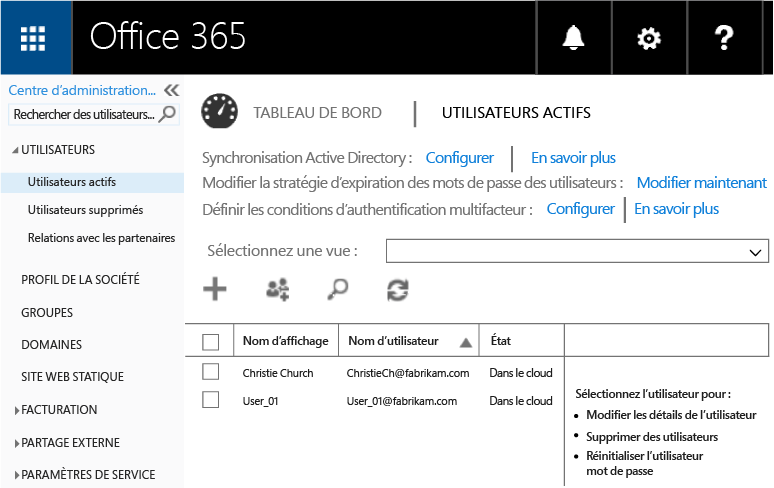 Office 365
?
Centre d'administration...
Rechercher des utilisateurs...
UTILISATEURS
Utilisateurs actifs
Utilisateurs supprimés
Relations avec les partenaires
PROFIL DE LA SOCIÉTÉ
GROUPES
DOMAINES
SITE WEB STATIQUE
FACTURATION
PARTAGE EXTERNE
PARAMÈTRES DE SERVICE
TABLEAU DE BORD | UTILISATEURS ACTIFS
Synchronisation Active Directory : Configurer | En savoir plus
Modifier la stratégie d'expiration des mots de passe des utilisateurs : Modifier maintenant
Définir les conditions d'authentification multifacteur : Configurer | En savoir plus
Sélectionnez une vue :
Nom d'affichage Nom d'utilisateur État
Christie Church ChristieCh@fabrikam.com Dans le cloud
User_01 User_01@fabrikam.com Dans le cloud
Sélectionnez l'utilisateur pour :
• Modifier les détails de l'utilisateur
• Supprimer des utilisateurs
• Réinitialiser l'utilisateur
mot de passe